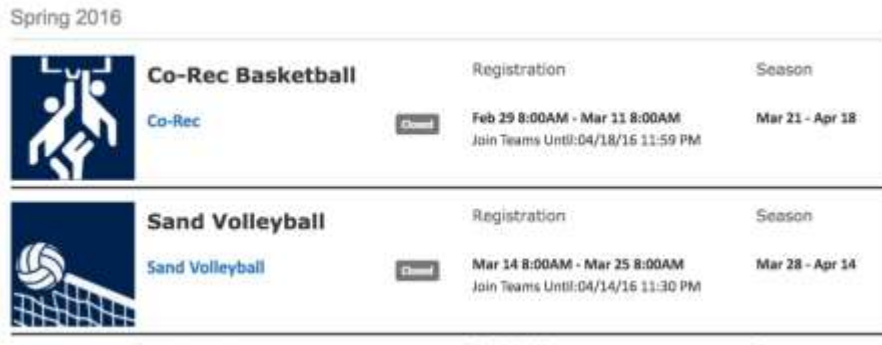 Spring 2016
Co-Rec Basketball
Registration
Season
Co-Rec
Closed
Feb 29 8:00AM - Mar 11 8:00AM
Mar 21 - Apr 18
Join Teams Until:04/18/16 11:59 PM
Sand Volleyball
Registration
Season
Sand Volleyball
Closed
Mar 14 8:00AM - Mar 25 8:00AM
Mar 28 - Apr 14
Join Teams Until:04/14/16 11:30 PM